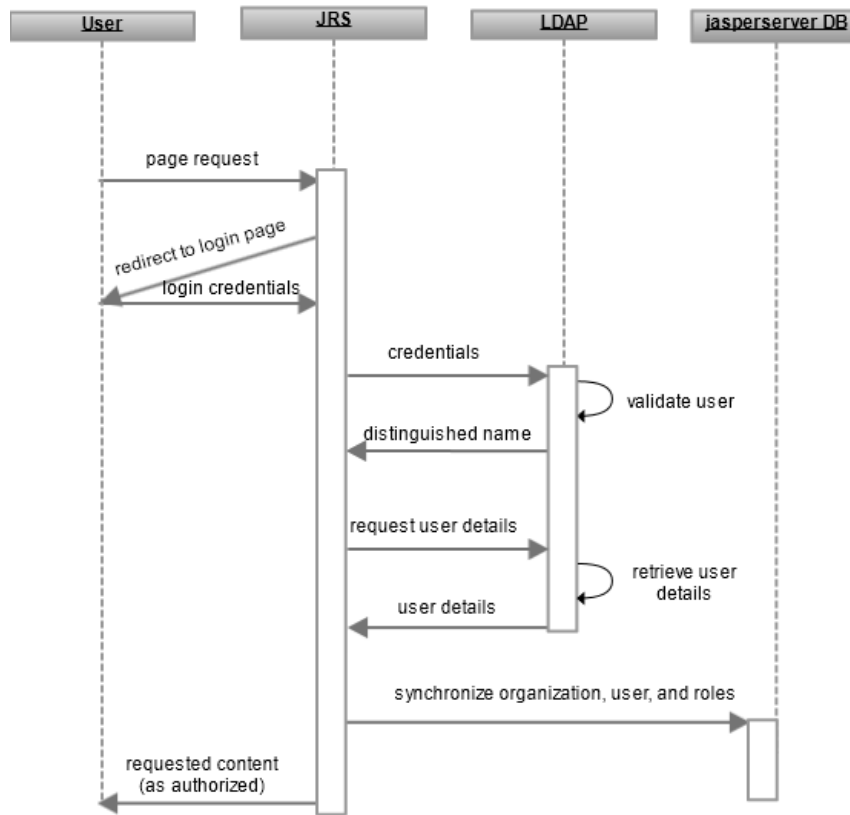 User
JRS
LDAP
jasperserver DB
page request
redirect to login page
login credentials
credentials
validate user
distinguished name
request user details
retrieve user
details
user details
synchronize organization, user, and roles
requested content
(as authorized)